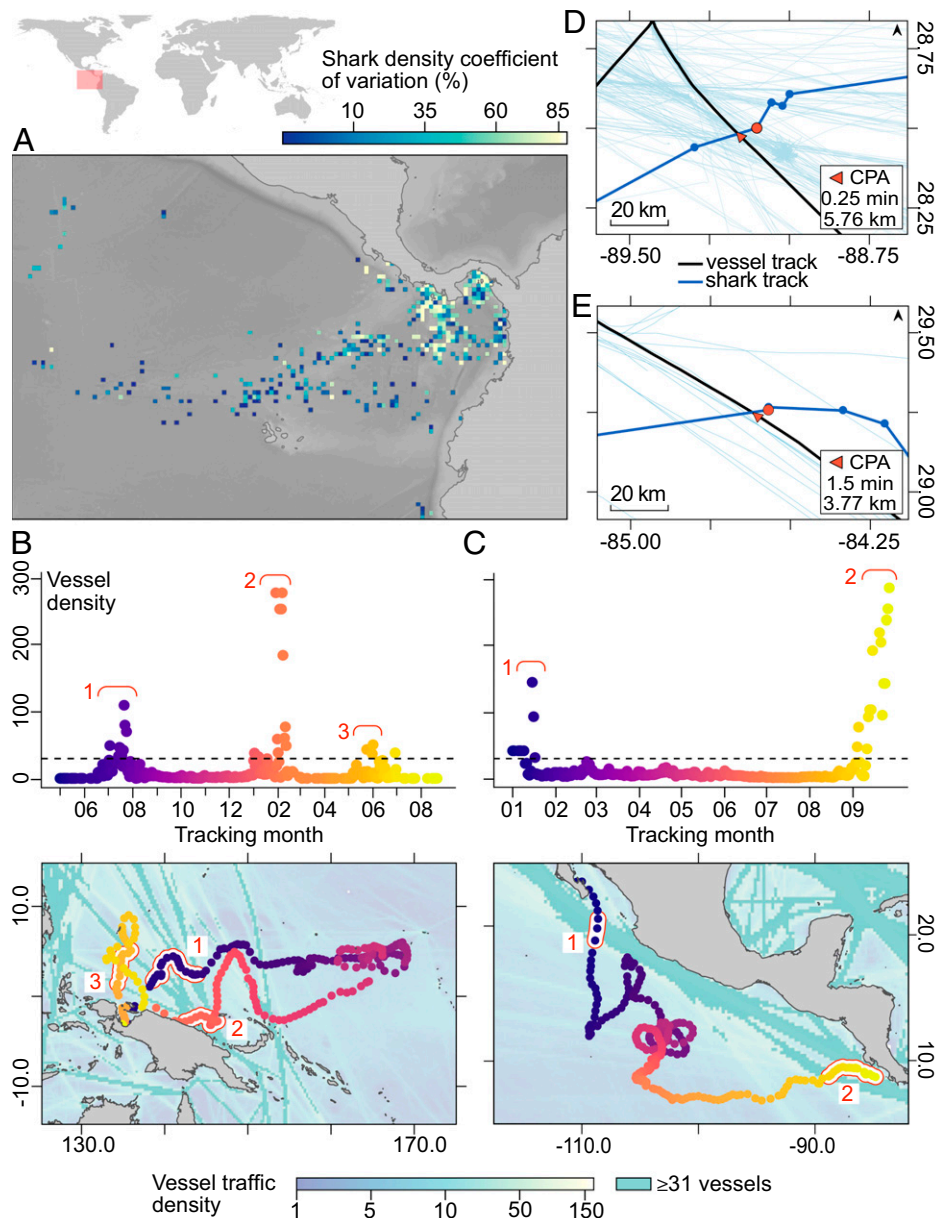 Shark density coefficient
of variation (%)
10 35 60 85
A
D
28.75
28.25
CPA
0.25 min
5.76 km
20 km
-89.50 -88.75
vessel track
shark track
E
29.50
29.00
CPA
1.5 min
3.77 km
20 km
-85.00 -84.25
B
Vessel
density
300
200
100
0
1
2
3
06 08 10 12 02 04 06 08
Tracking month
C
1
2
01 02 03 04 05 06 07 09
Tracking month
10.0
-10.0
1
2
3
130.0 170.0
20.0
10.0
1
2
-110.0 -90.0
Vessel traffic
density
1 5 10 50 150
≥31 vessels